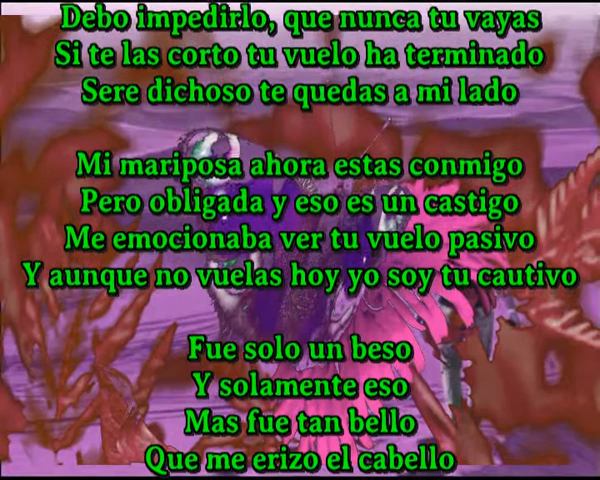 Debo impedirlo, que nunca tu vayas
Si te las corto tu vuelo ha terminado
Sere dichoso te quedas a mi lado
Mi mariposa ahora estas conmigo
Pero obligada y eso es un castigo
Me emocionaba ver tu vuelo pasivo
Y aunque no vuelas hoy yo soy tu cautivo
Fue solo un beso
Y solamente eso
Mas fue tan bello
Que me erizo el cabello